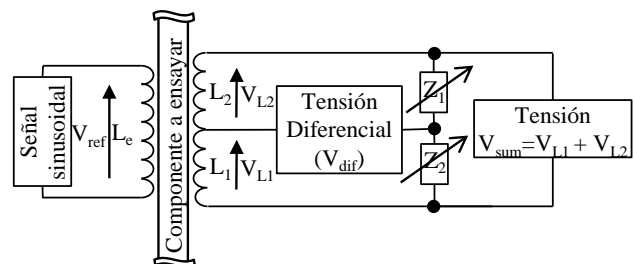 Señal
sinusoidal
V_ref
L_e
Componente a ensayar
L_2
V_L2
L_1
V_L1
Tensión
Diferencial
(V_dif)
Z_1
Z_2
Tensión
V_sum=V_L1 + V_L2